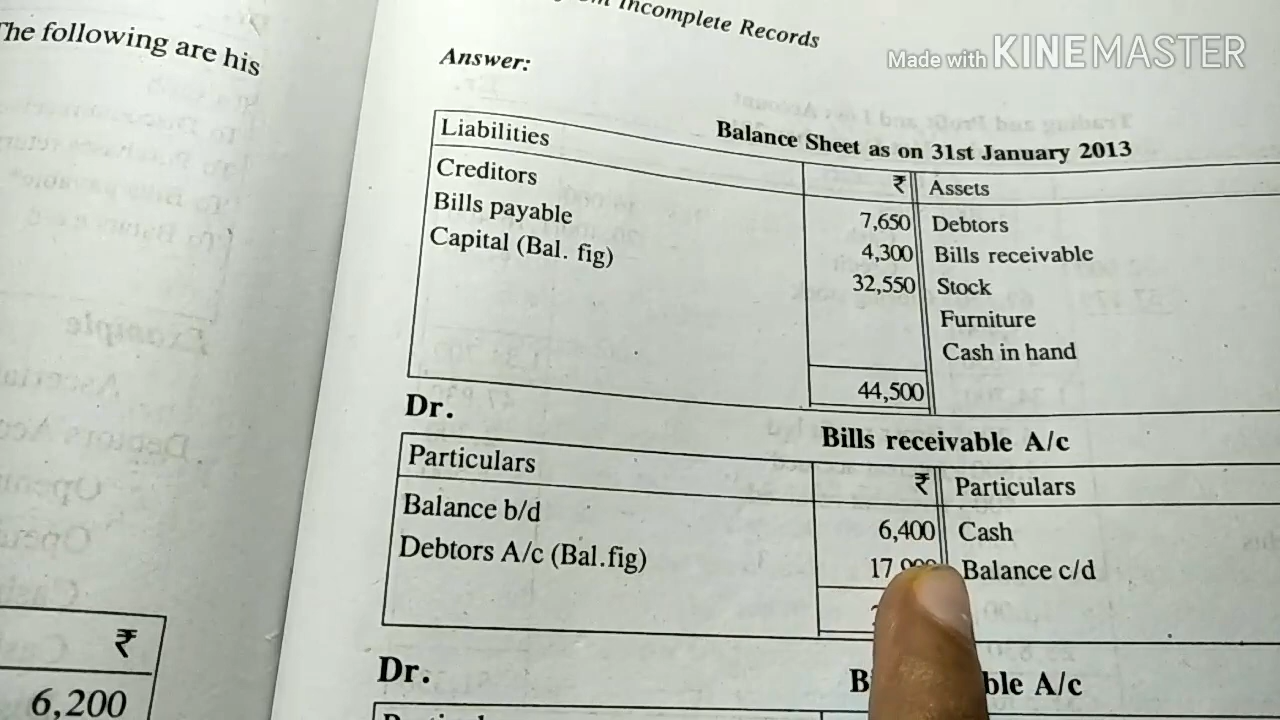 Incomplete Records
Made with KINEMASTER
The following are his
Answer:
Balance Sheet as on 31st January 2013
Liabilities ₹ Assets
Creditors 7,650 Debtors
Bills payable 4,300 Bills receivable
Capital (Bal. fig) 32,550 Stock
Furniture
Cash in hand
44,500
Dr.
Bills receivable A/c
Particulars ₹ Particulars
Balance b/d 6,400 Cash
Debtors A/c (Bal.fig) Balance c/d
Dr.
A/c
₹
6,200